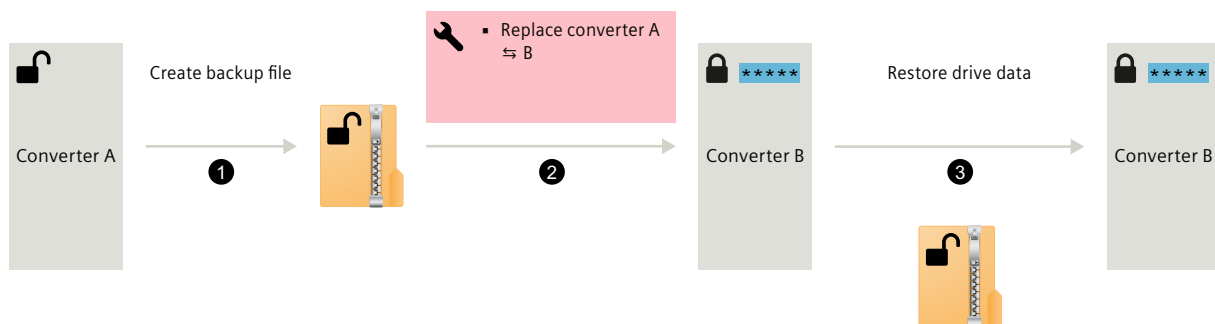 Create backup file
▪ Replace converter A
⇆ B
*****
Restore drive data
*****
Converter A
Converter B
Converter B
1
2
3